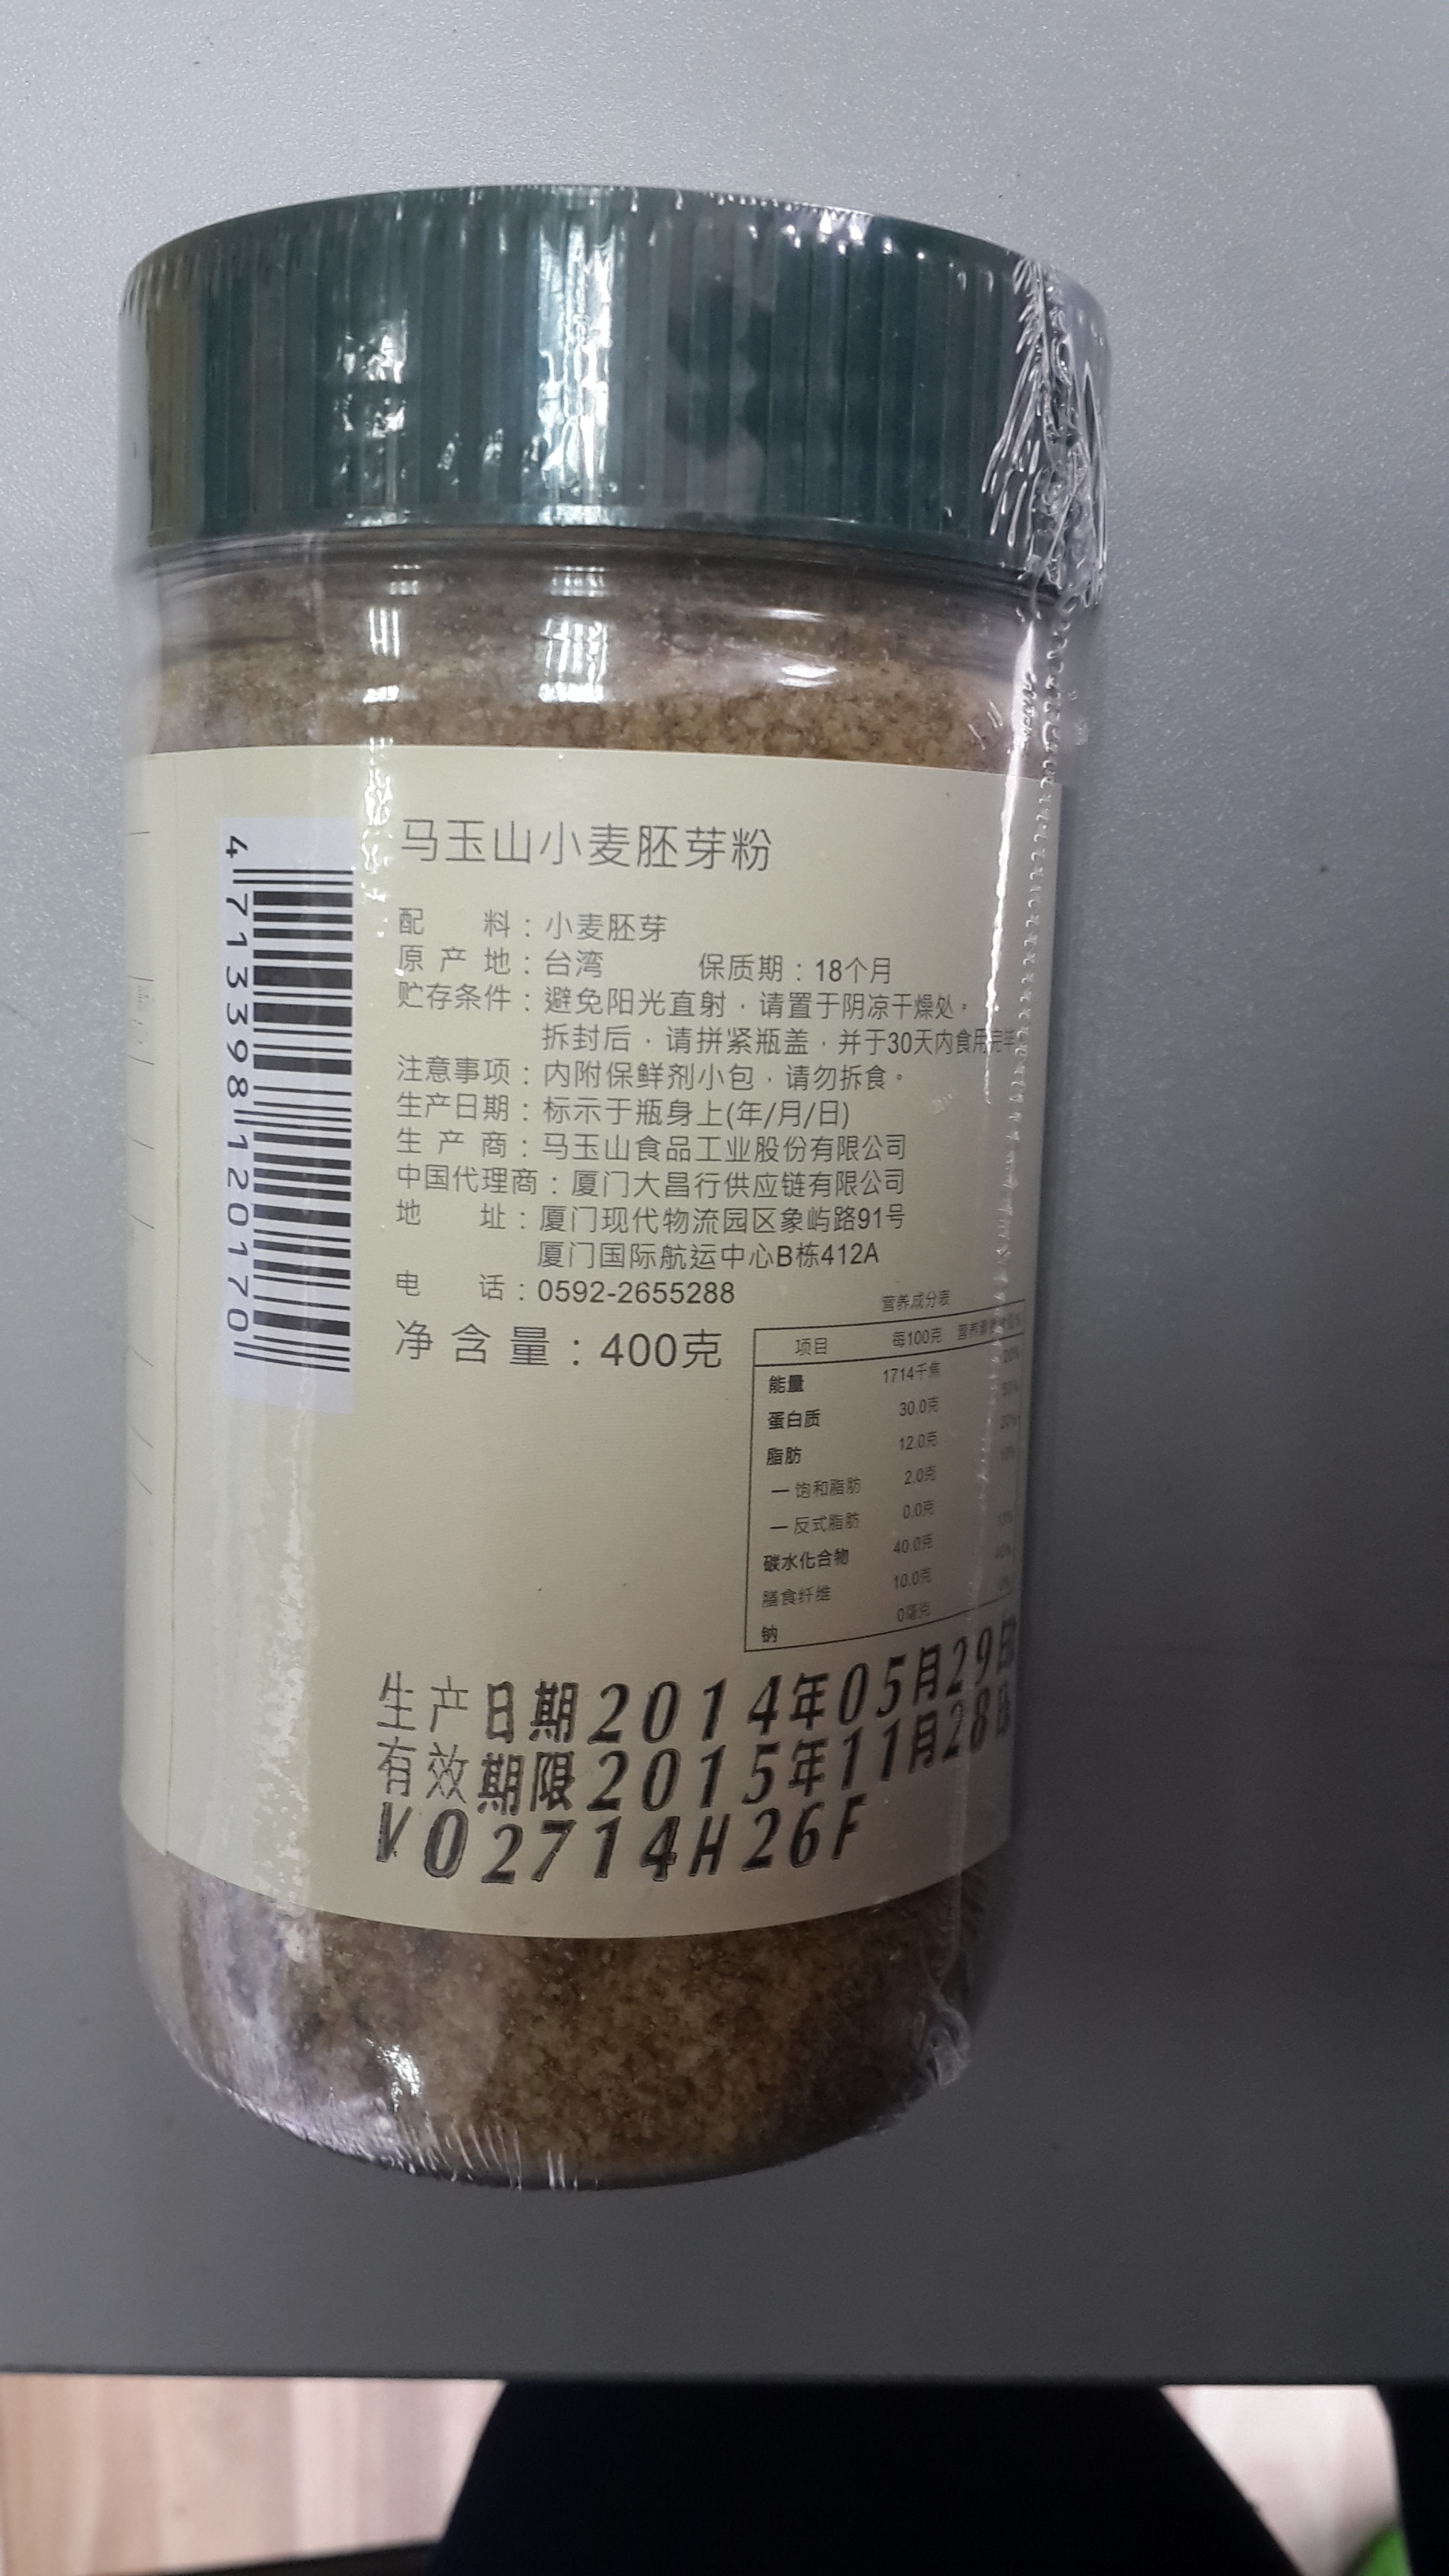 马玉山小麦胚芽粉
配 料：小麦胚芽
原 产 地：台湾 保质期：18个月
贮存条件：避免阳光直射，请置于阴凉干燥处。
拆封后，请拼紧瓶盖，并于30天内食用完毕
注意事项：内附保鲜剂小包，请勿拆食。
生产日期：标示于瓶身上(年/月/日)
生 产 商：马玉山食品工业股份有限公司
中国代理商：厦门大昌行供应链有限公司
地 址：厦门现代物流园区象屿路91号
厦门国际航运中心B栋412A
电 话：0592-2655288
净 含 量：400克
营养成分表
项目 每100克 营养素
能量 1714千焦 20%
蛋白质 30.0克 50%
脂肪 12.0克 20%
—饱和脂肪 2.0克 10%
—反式脂肪 0.0克
碳水化合物 40.0克 13%
膳食纤维 10.0克 40%
钠 0毫克 0%
生产日期2014年05月29
有效期限2015年11月28
V02714H26F
4713398120170